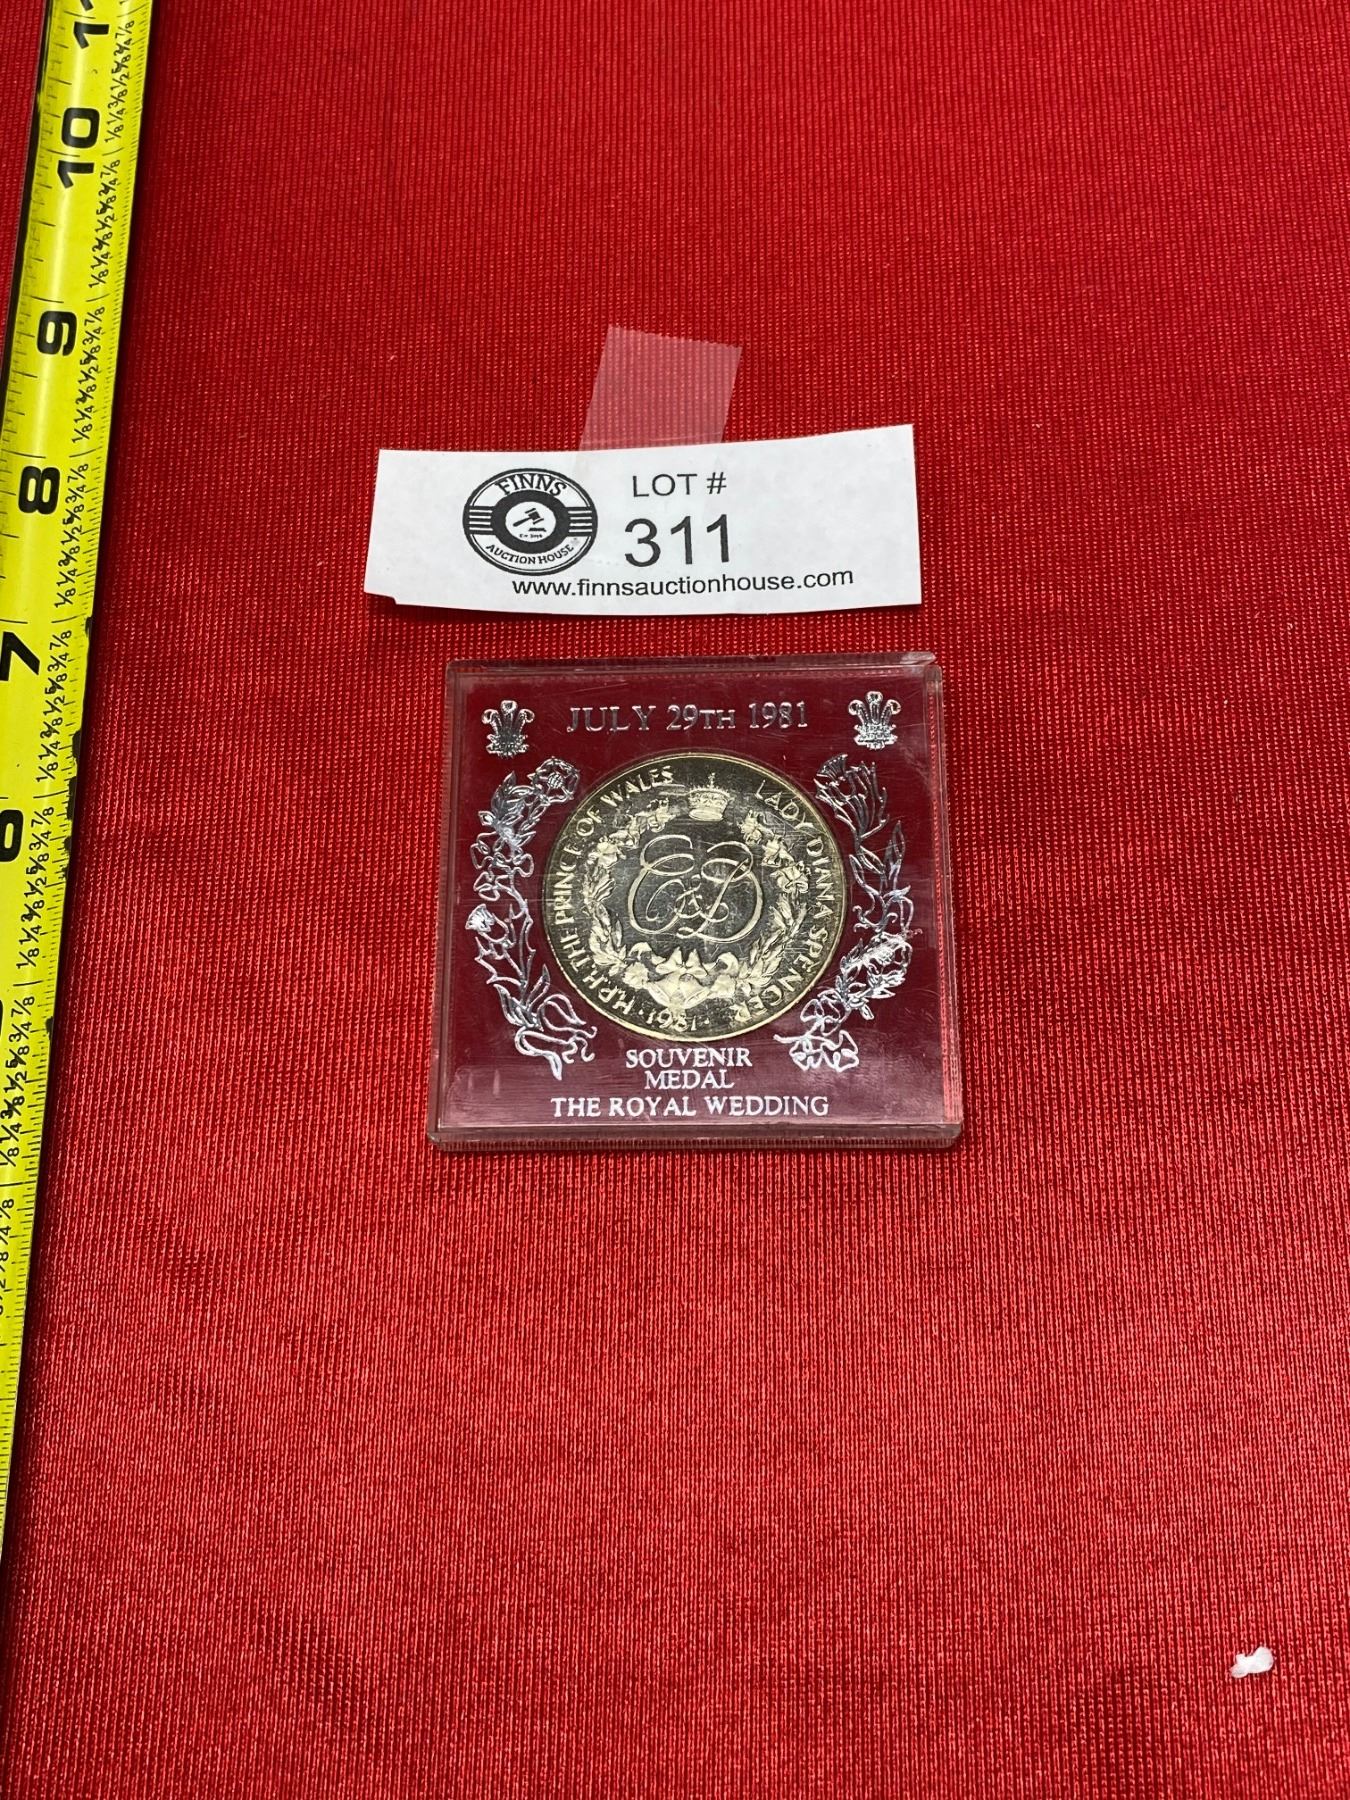 LOT #
FINNS
311
AUCTION HOUSE
www.finnsauctionhouse.com
JULY 29TH 1981
H.R.H. THE PRINCE OF WALES
LADY DIANA SPENCER
· 1981 ·
C & D
SOUVENIR
MEDAL
THE ROYAL WEDDING
11
10
9
8
7
6